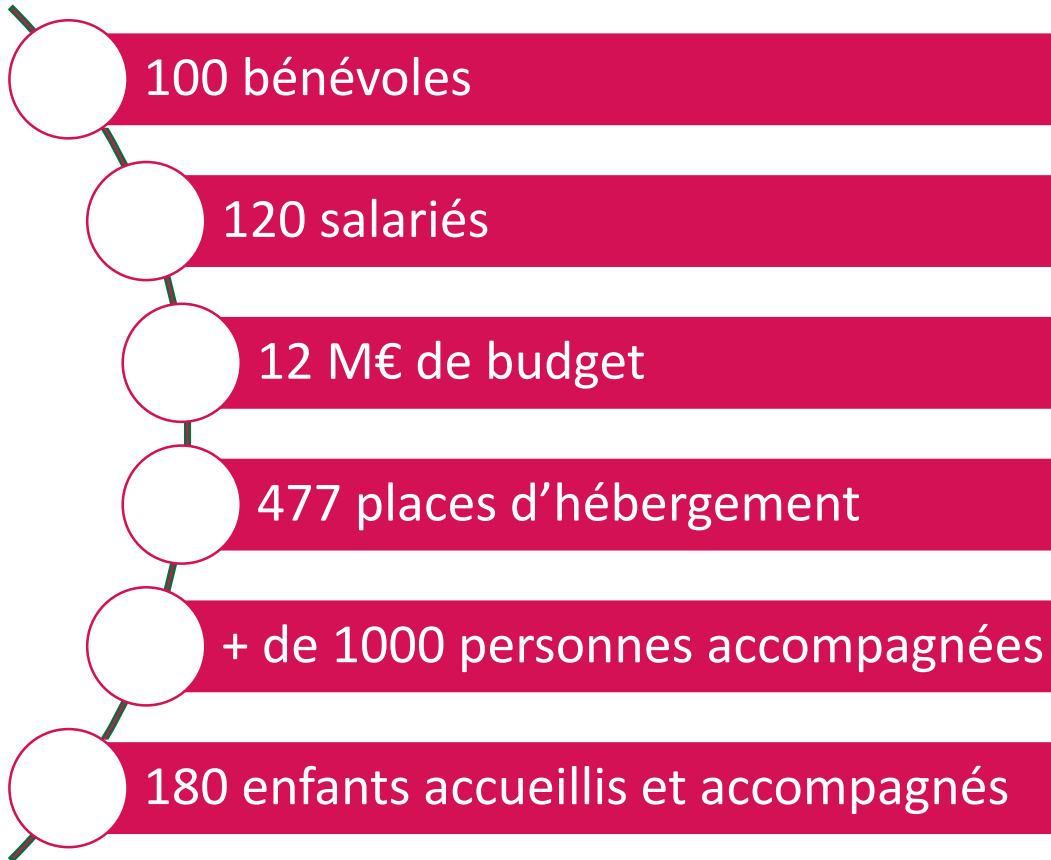 100 bénévoles
120 salariés
12 M€ de budget
477 places d’hébergement
+ de 1000 personnes accompagnées
180 enfants accueillis et accompagnés